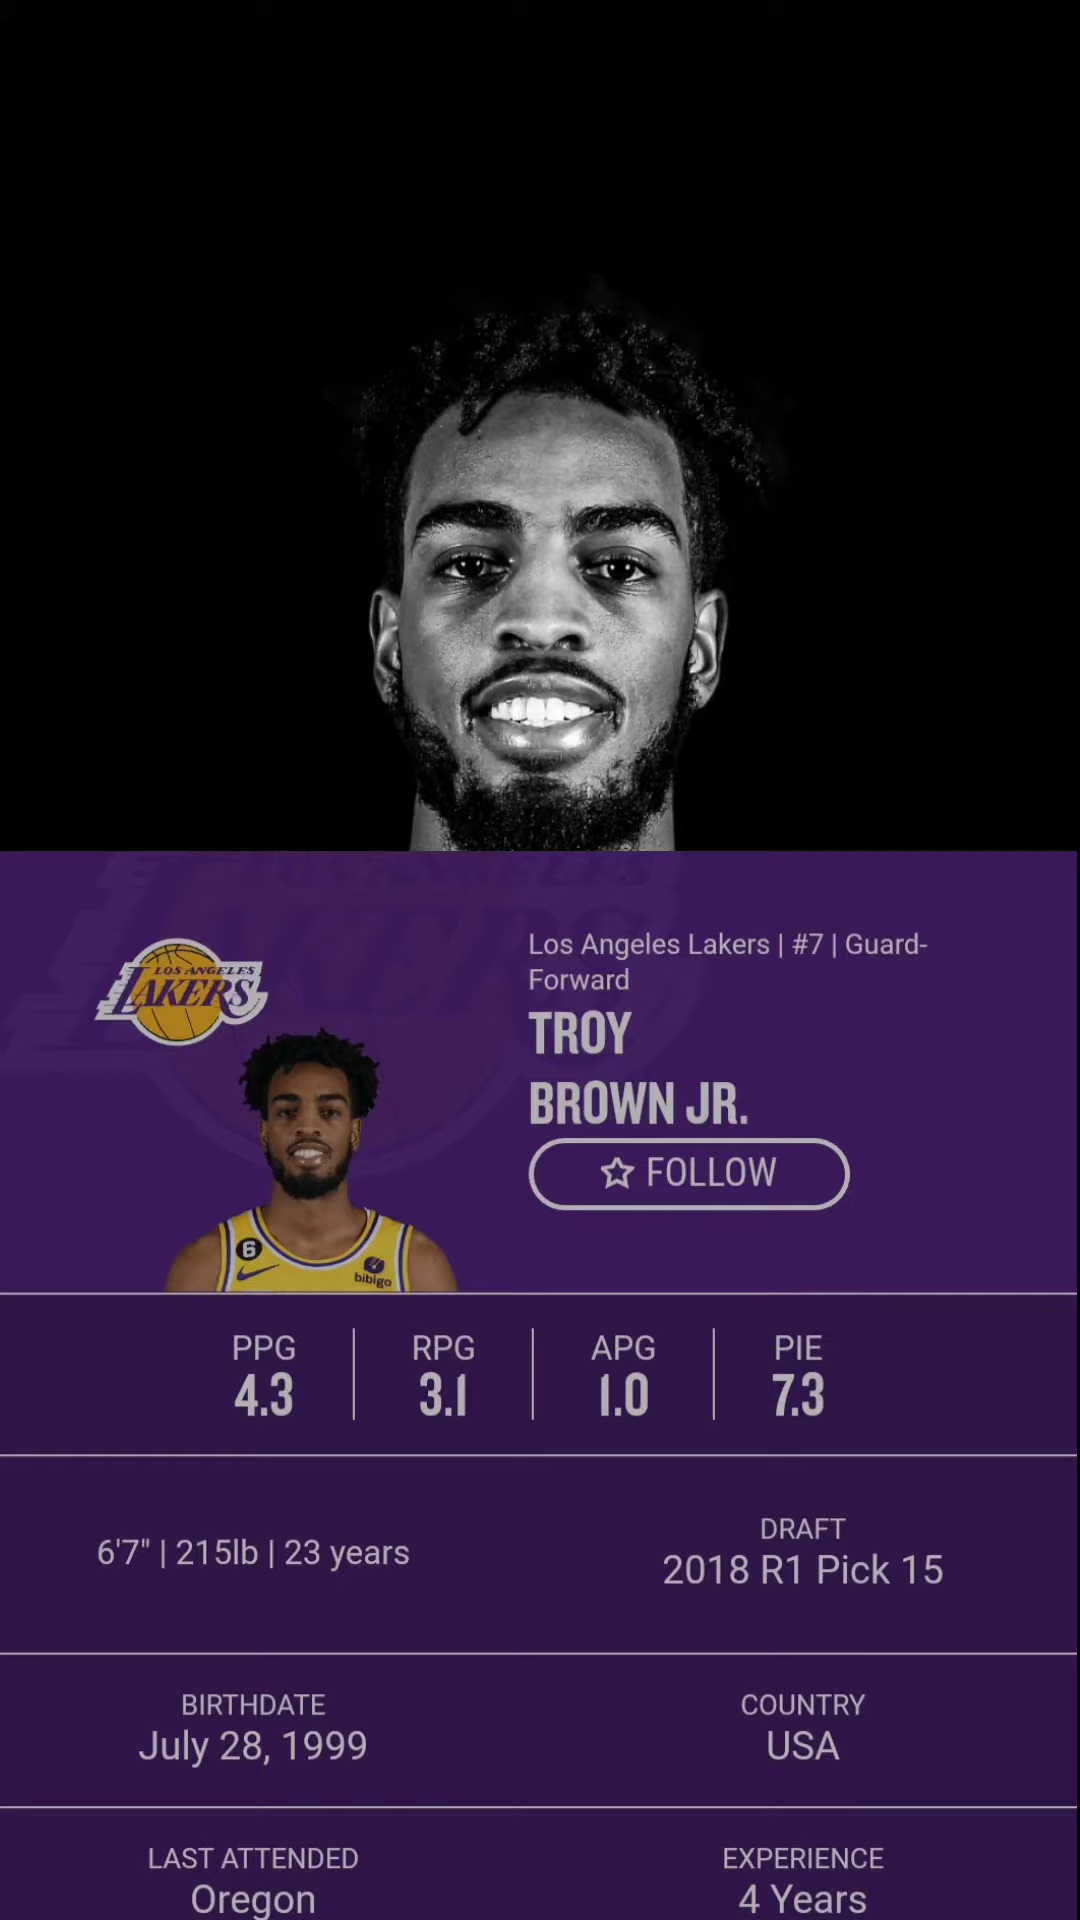 LOS ANGELES
LAKERS
Los Angeles Lakers | #7 | Guard-
Forward
TROY
BROWN JR.
FOLLOW
6
bibigo
PPG
4.3
RPG
3.1
APG
1.0
PIE
7.3
6'7" | 215lb | 23 years
DRAFT
2018 R1 Pick 15
BIRTHDATE
July 28, 1999
COUNTRY
USA
LAST ATTENDED
Oregon
EXPERIENCE
4 Years